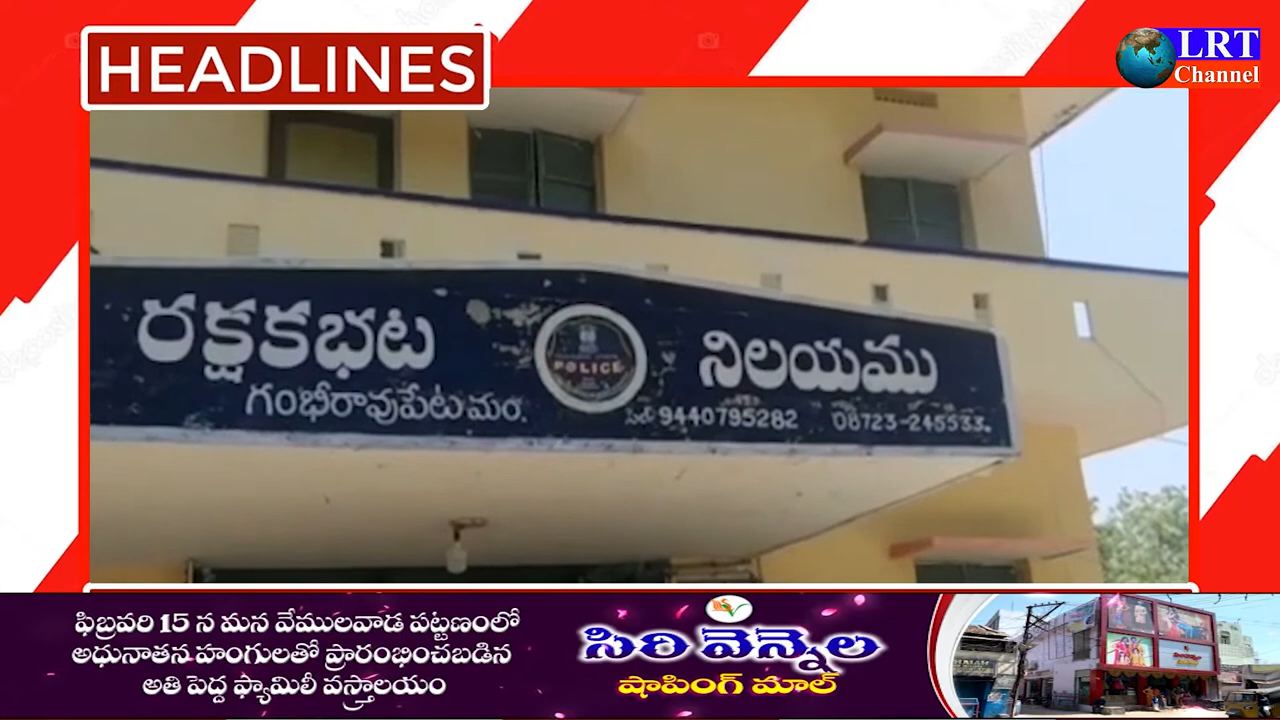 HEADLINES
LRT
Channel
రక్షకభట
నిలయము
POLICE
గంభీరావుపేట మం.
సెల్ 9440795282 08723-245533.
ఫిబ్రవరి 15 న మన వేములవాడ పట్టణంలో
అధునాతన హంగులతో ప్రారంభించబడిన
అతి పెద్ద ఫ్యామిలీ వస్త్రాలయం
సిరి వెన్నెల
షాపింగ్ మాల్